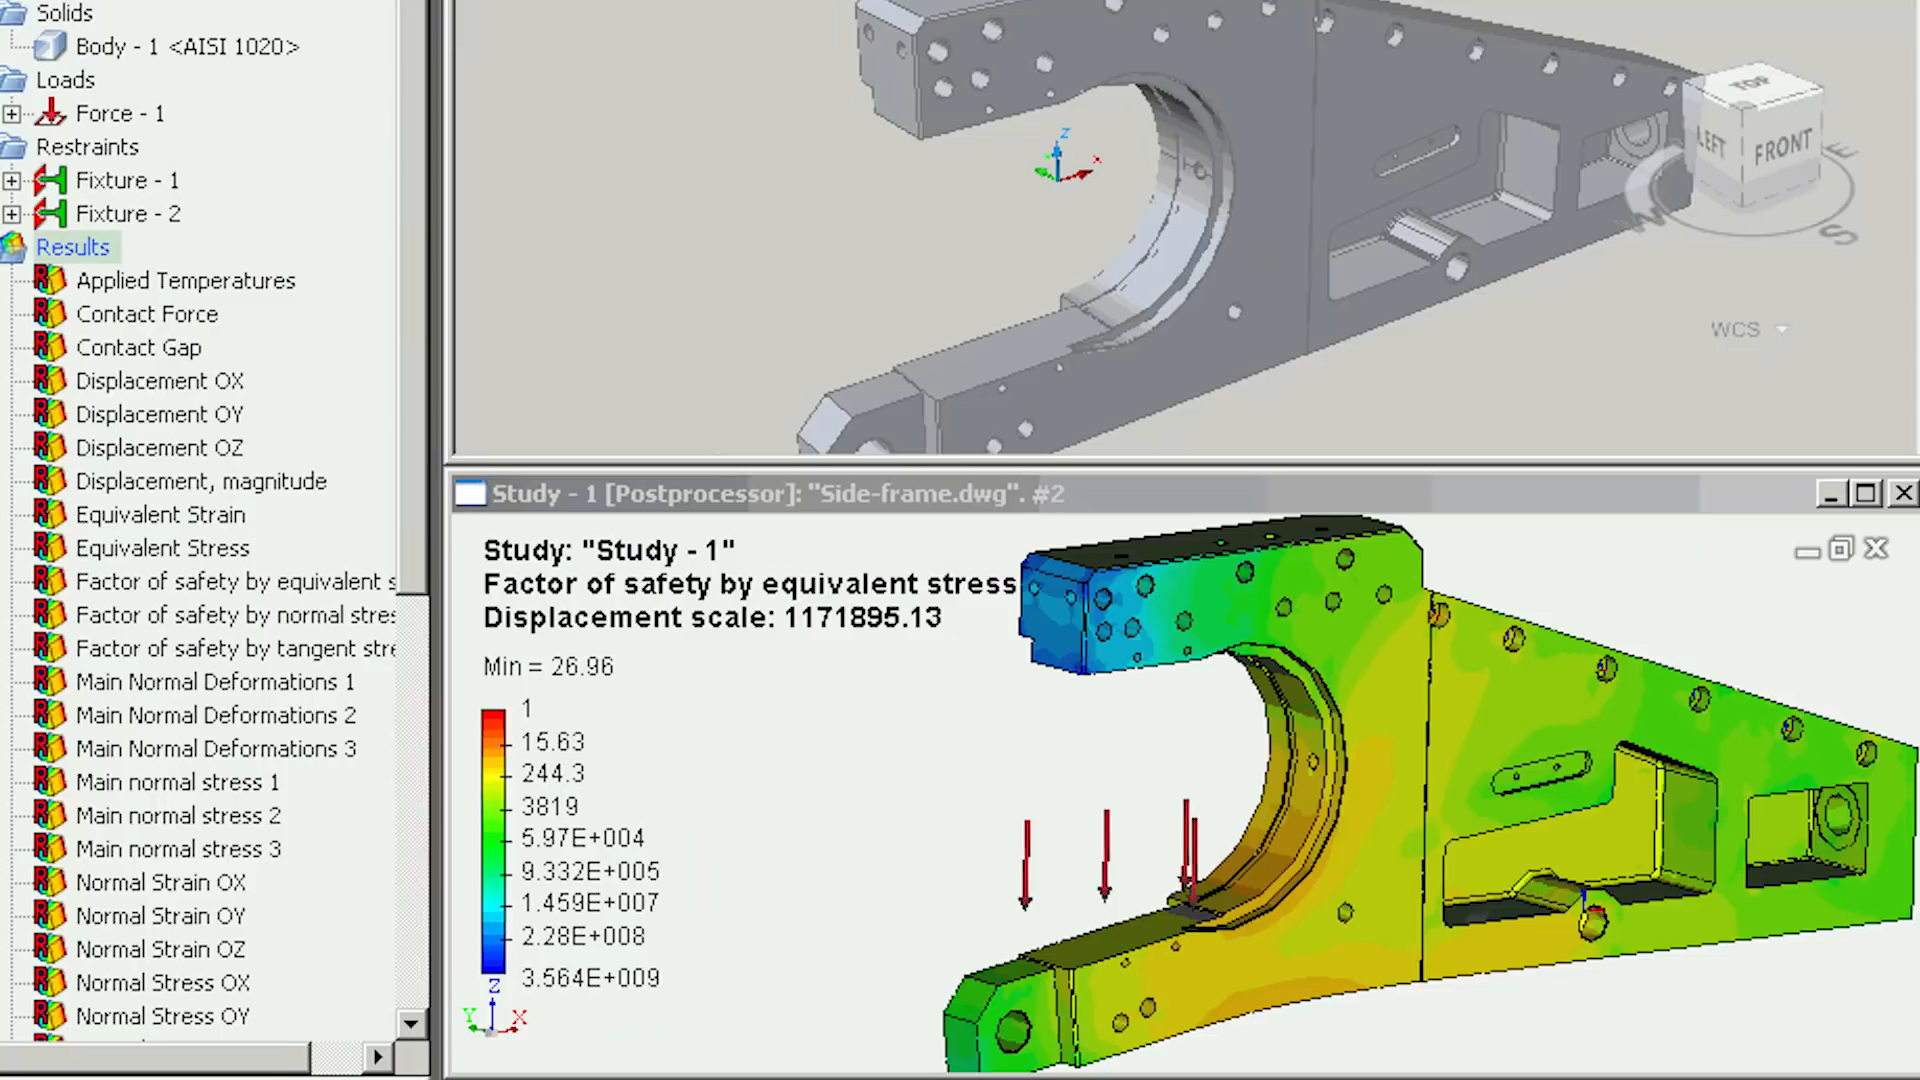 Solids
Body - 1 <AISI 1020>
Loads
Force - 1
Restraints
Fixture - 1
Fixture - 2
Results
Applied Temperatures
Contact Force
Contact Gap
Displacement OX
Displacement OY
Displacement OZ
Displacement, magnitude
Equivalent Strain
Equivalent Stress
Factor of safety by equivalent s
Factor of safety by normal stres
Factor of safety by tangent stre
Main Normal Deformations 1
Main Normal Deformations 2
Main Normal Deformations 3
Main normal stress 1
Main normal stress 2
Main normal stress 3
Normal Strain OX
Normal Strain OY
Normal Strain OZ
Normal Stress OX
Normal Stress OY
Z
X
TOP
LEFT
FRONT
E
W
S
WCS
Study - 1 [Postprocessor]: "Side-frame.dwg". #2
Study: "Study - 1"
Factor of safety by equivalent stress
Displacement scale: 1171895.13
Min = 26.96
1
15.63
244.3
3819
5.97E+004
9.332E+005
1.459E+007
2.28E+008
3.564E+009
Z
Y
X